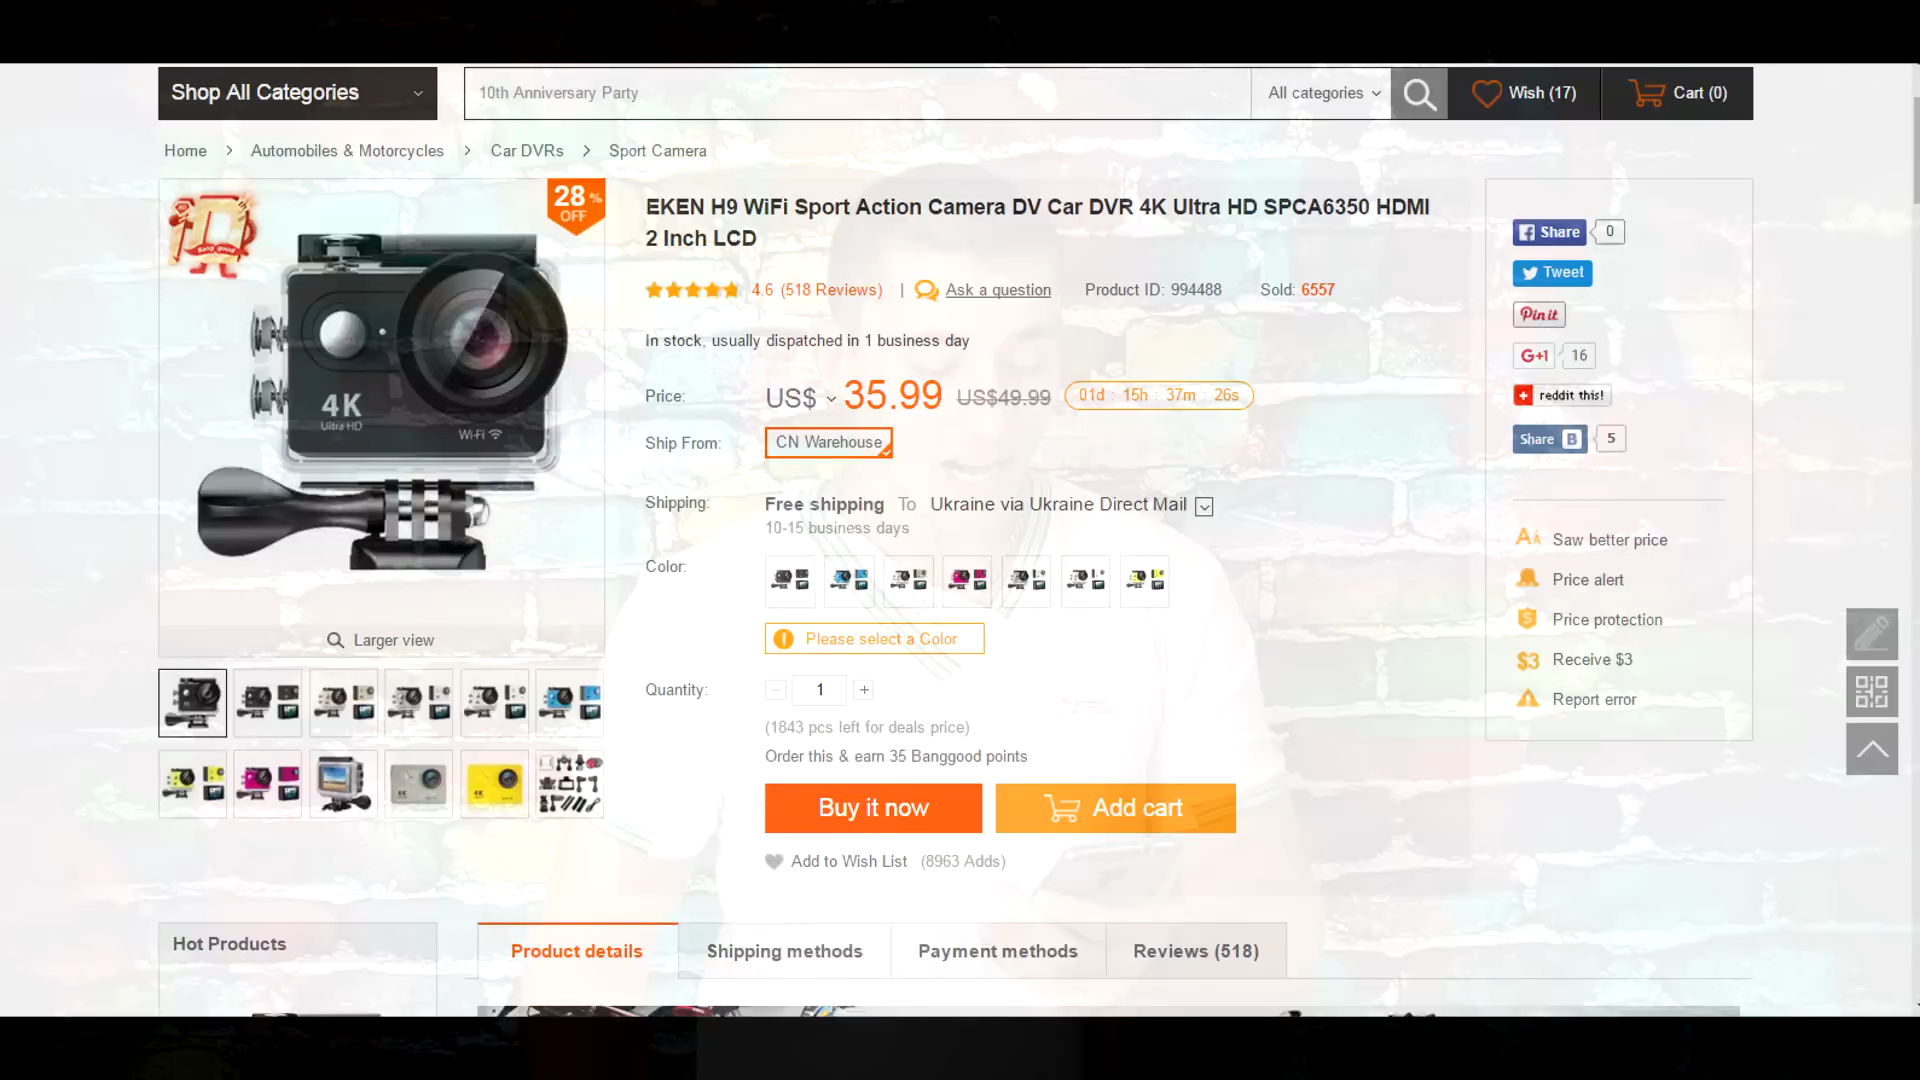 Shop All Categories
10th Anniversary Party
All categories
Wish (17)
Cart (0)
Home > Automobiles & Motorcycles > Car DVRs > Sport Camera
28% OFF
4K
Ultra HD
Wi-Fi
Larger view
EKEN H9 WiFi Sport Action Camera DV Car DVR 4K Ultra HD SPCA6350 HDMI
2 Inch LCD
4.6 (518 Reviews) | Ask a question Product ID: 994488 Sold: 6557
In stock, usually dispatched in 1 business day
Price: US$ 35.99 US$49.99 01d : 15h : 37m : 26s
Ship From: CN Warehouse
Shipping: Free shipping To Ukraine via Ukraine Direct Mail
10-15 business days
Color:
Please select a Color
Quantity: − 1 +
(1843 pcs left for deals price)
Order this & earn 35 Banggood points
Buy it now
Add cart
Add to Wish List (8963 Adds)
Share 0
Tweet
Pin it
G+1 16
reddit this!
Share B 5
Saw better price
Price alert
Price protection
$3 Receive $3
Report error
Hot Products
Product details
Shipping methods
Payment methods
Reviews (518)